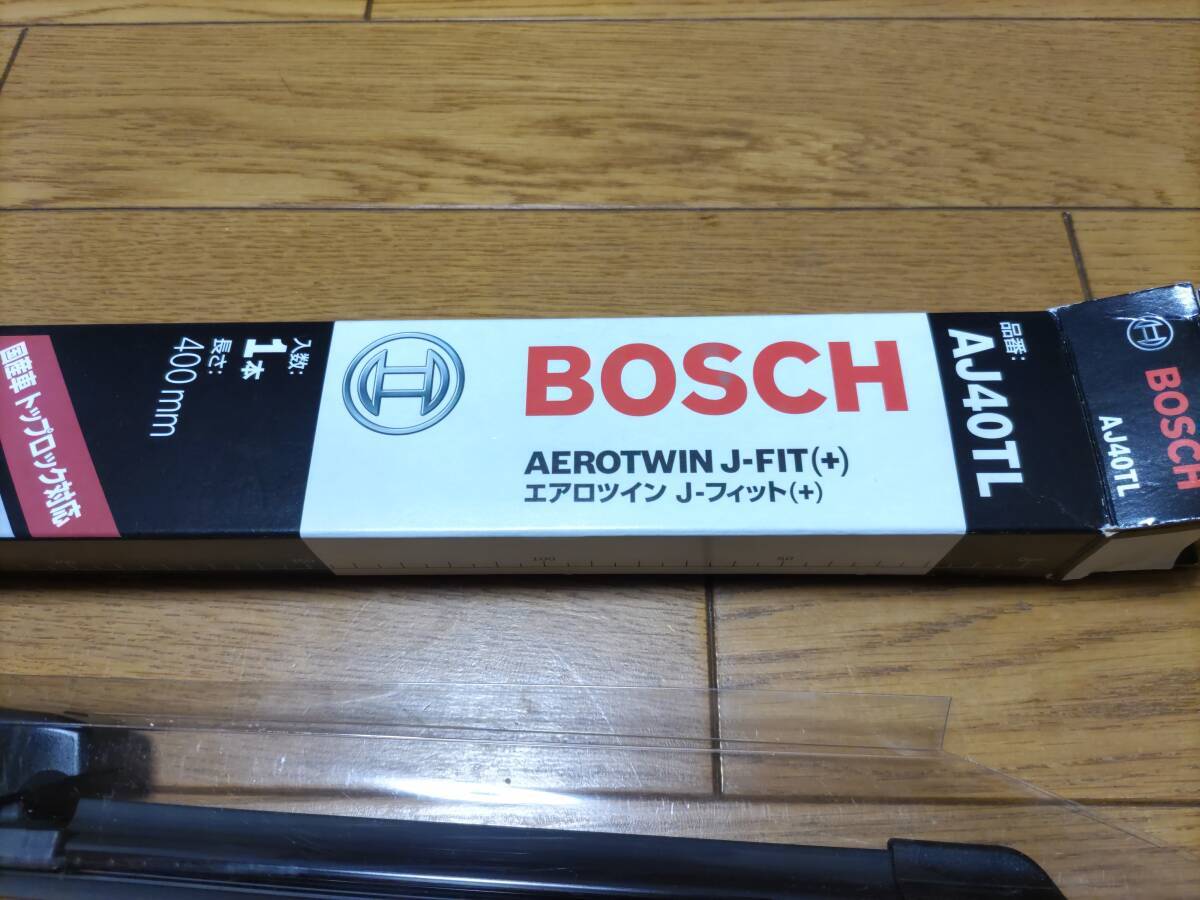 国産車 トップロック対応
入数:
1本
長さ:
400mm
BOSCH
AEROTWIN J-FIT(+)
エアロツイン J-フィット(+)
品番:
AJ40TL
BOSCH
AJ40TL